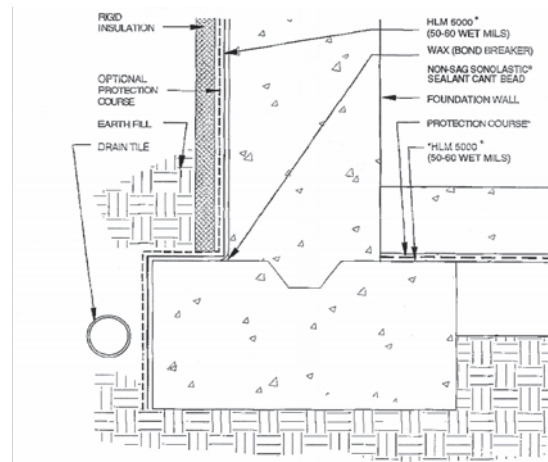 RIGID
INSULATION
OPTIONAL
PROTECTION
COURSE
EARTH FILL
DRAIN TILE
HLM 5000*
(50-60 WET MILS)
WAX (BOND BREAKER)
NON-SAG SONOLASTIC*
SEALANT CANT BEAD
FOUNDATION WALL
PROTECTION COURSE*
*HLM 5000*
(50-60 WET MILS)